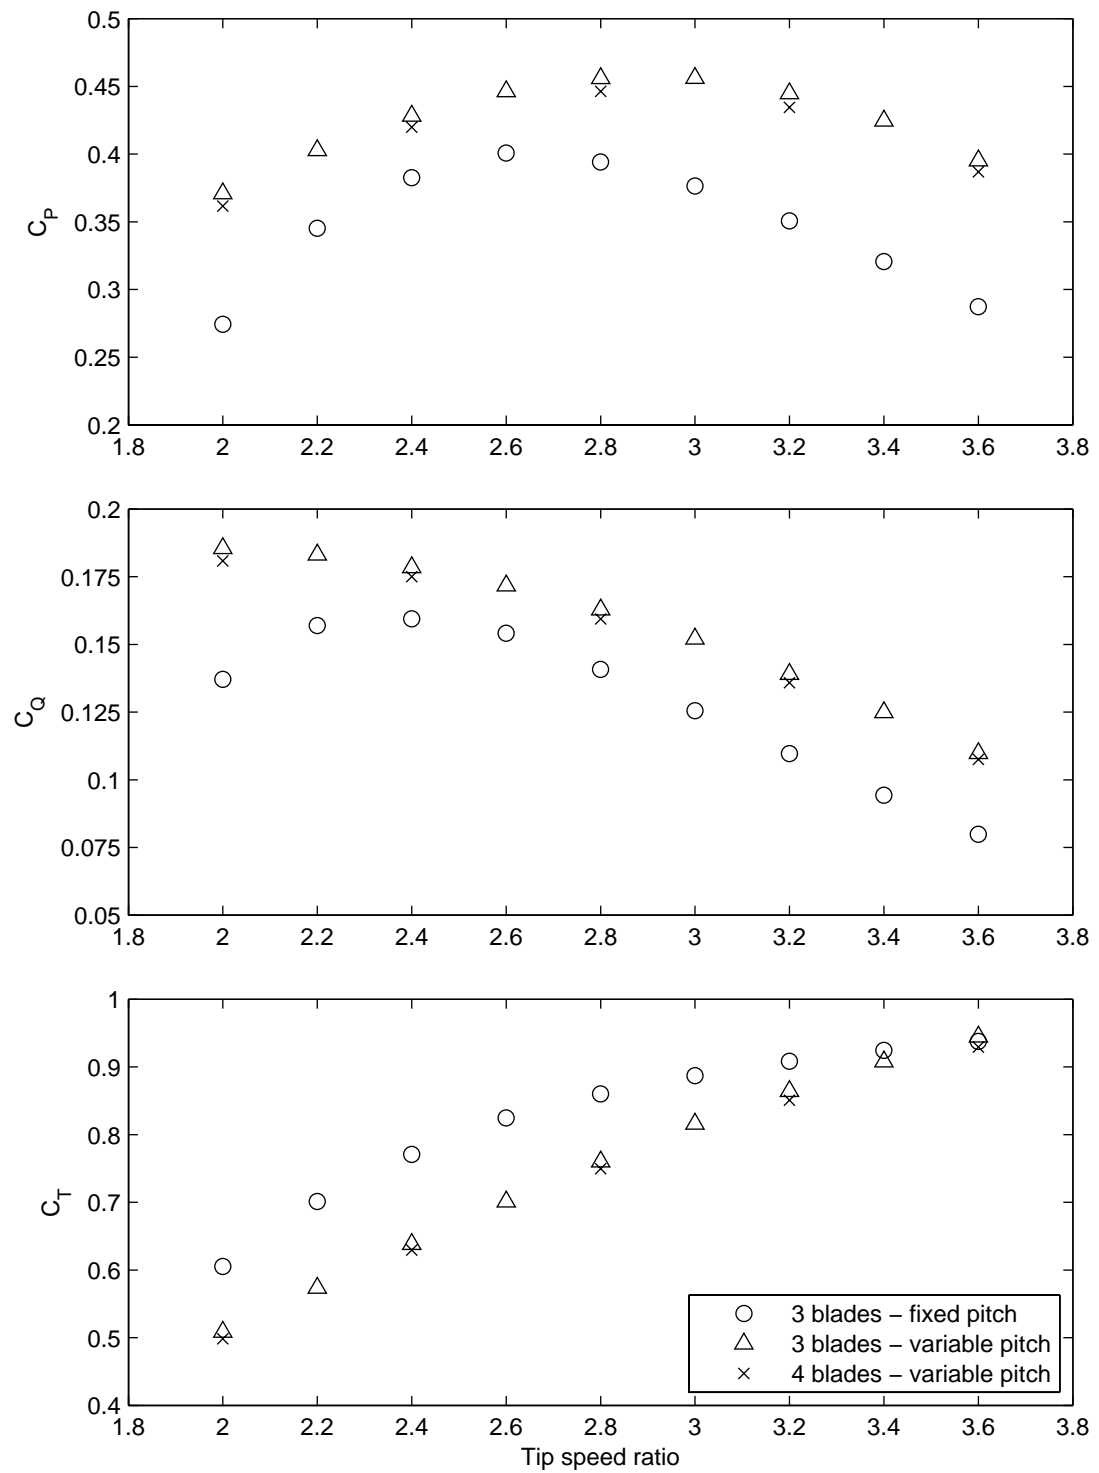 0.5
0.45
0.4
0.35
0.3
0.25
0.2
C_P
1.8 2 2.2 2.4 2.6 2.8 3 3.2 3.4 3.6 3.8
0.2
0.175
0.15
0.125
0.1
0.075
0.05
C_Q
1.8 2 2.2 2.4 2.6 2.8 3 3.2 3.4 3.6 3.8
1
0.9
0.8
0.7
0.6
0.5
0.4
C_T
3 blades – fixed pitch
3 blades – variable pitch
4 blades – variable pitch
1.8 2 2.2 2.4 2.6 2.8 3 3.2 3.4 3.6 3.8
Tip speed ratio